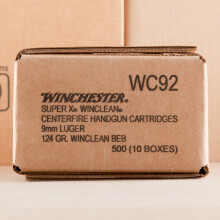 WC92
WINCHESTER®
SUPER X® WINCLEAN®
CENTERFIRE HANDGUN CARTRIDGES
9mm LUGER.
124 GR. WINCLEAN BEB
500 (10 BOXES)